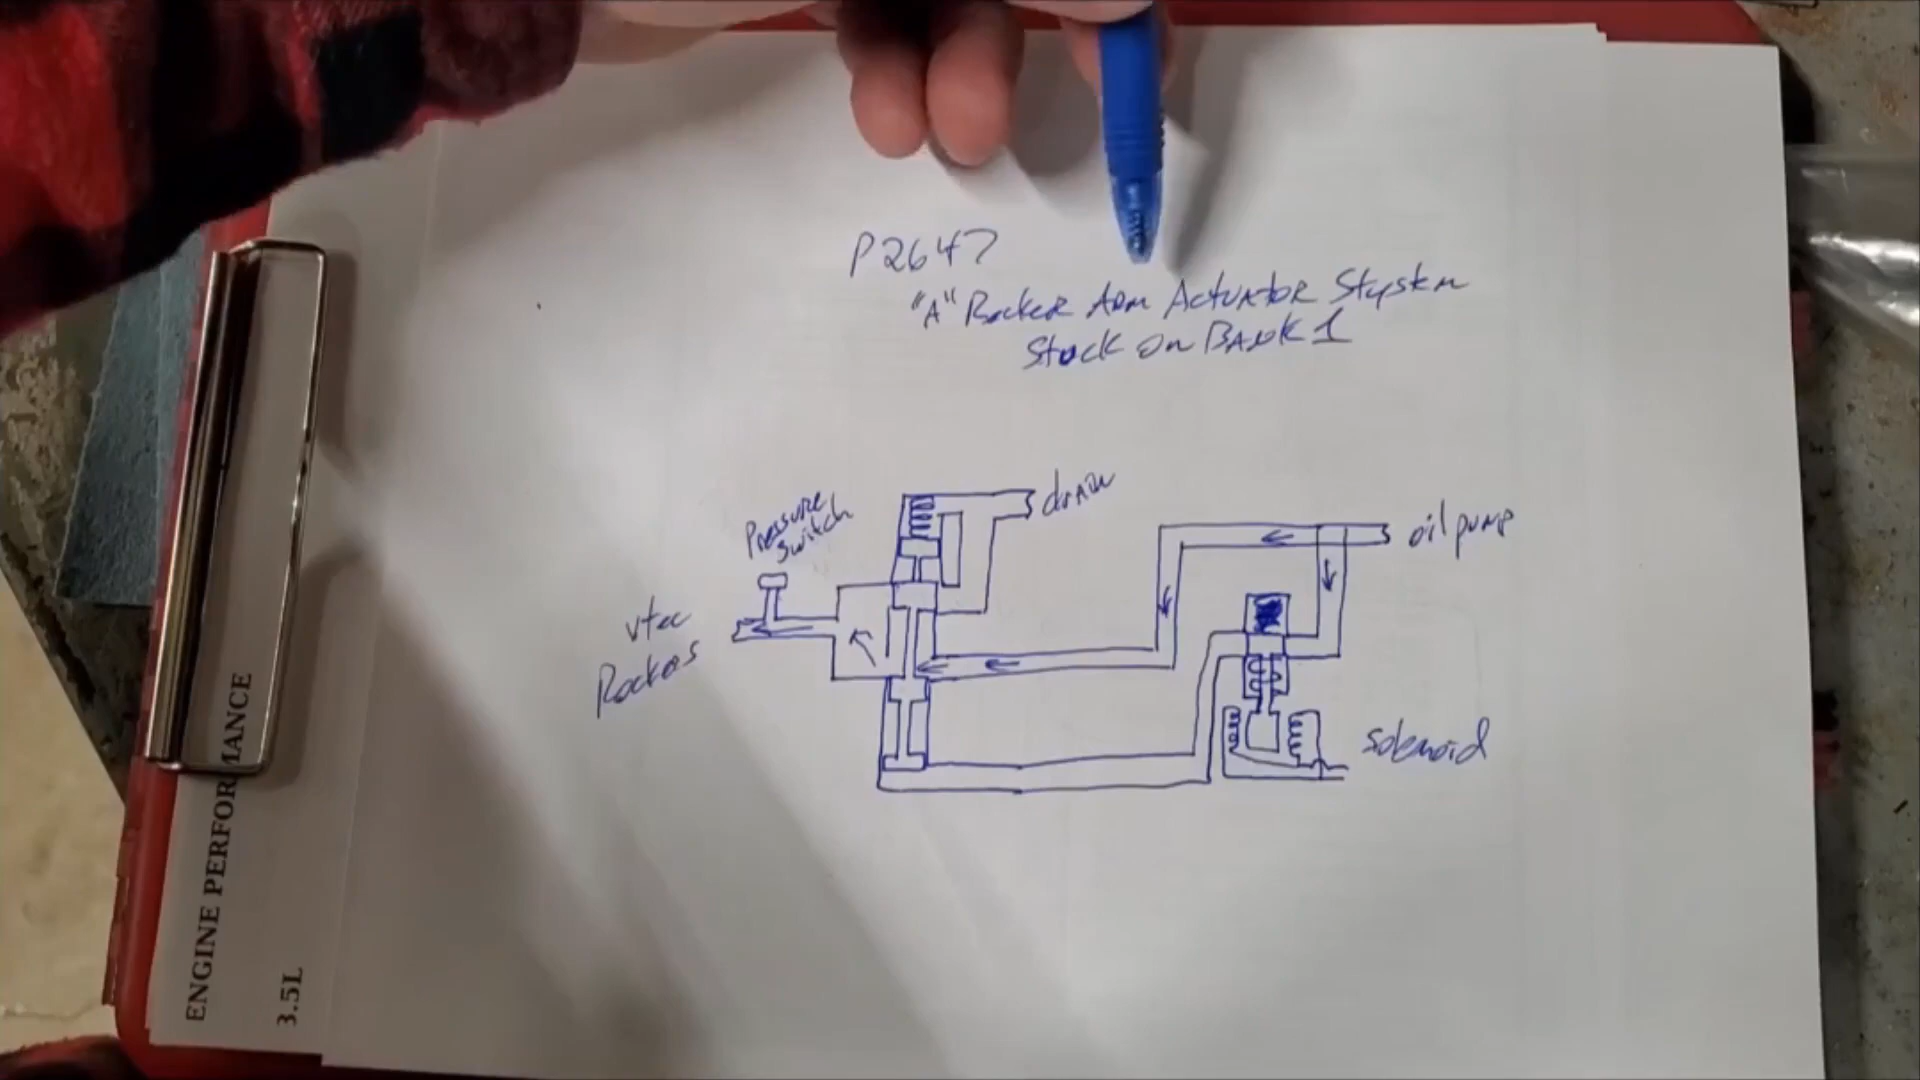 P2647
"A" Rocker Arm Actuator Stystem
Stuck on Bank 1
Pressure
Switch
drain
oil pump
vtec
Rockers
solenoid
ENGINE PERFORMANCE
3.5L